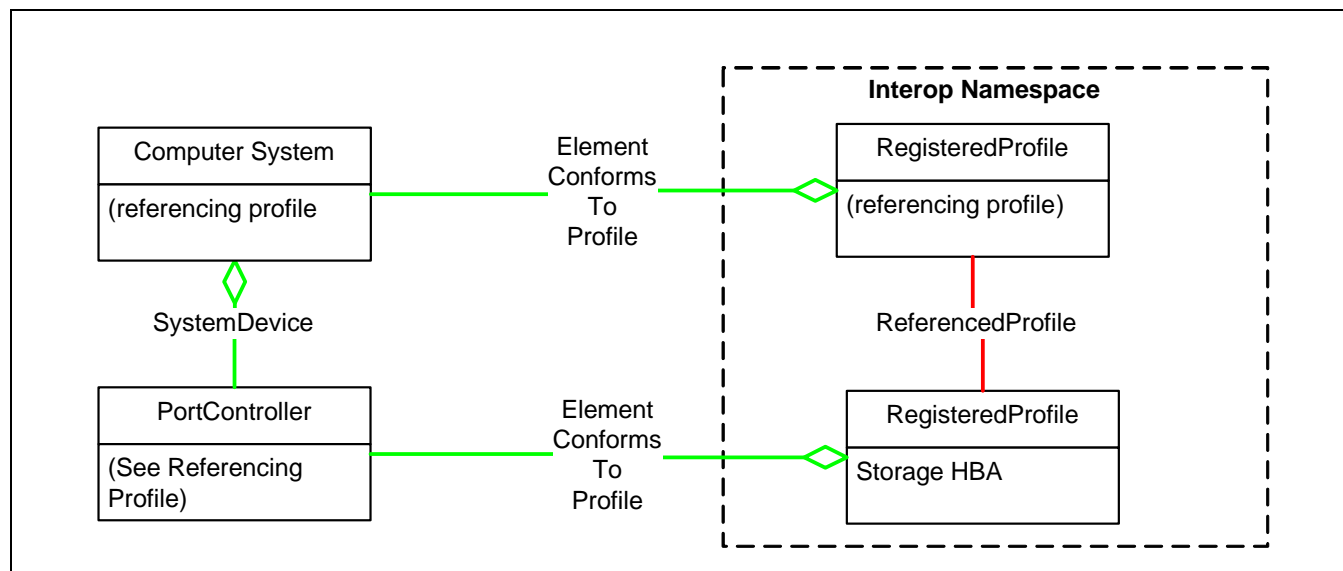 Interop Namespace
Computer System
(referencing profile
Element
Conforms
To
Profile
RegisteredProfile
(referencing profile)
SystemDevice
ReferencedProfile
PortController
(See Referencing
Profile)
Element
Conforms
To
Profile
RegisteredProfile
Storage HBA